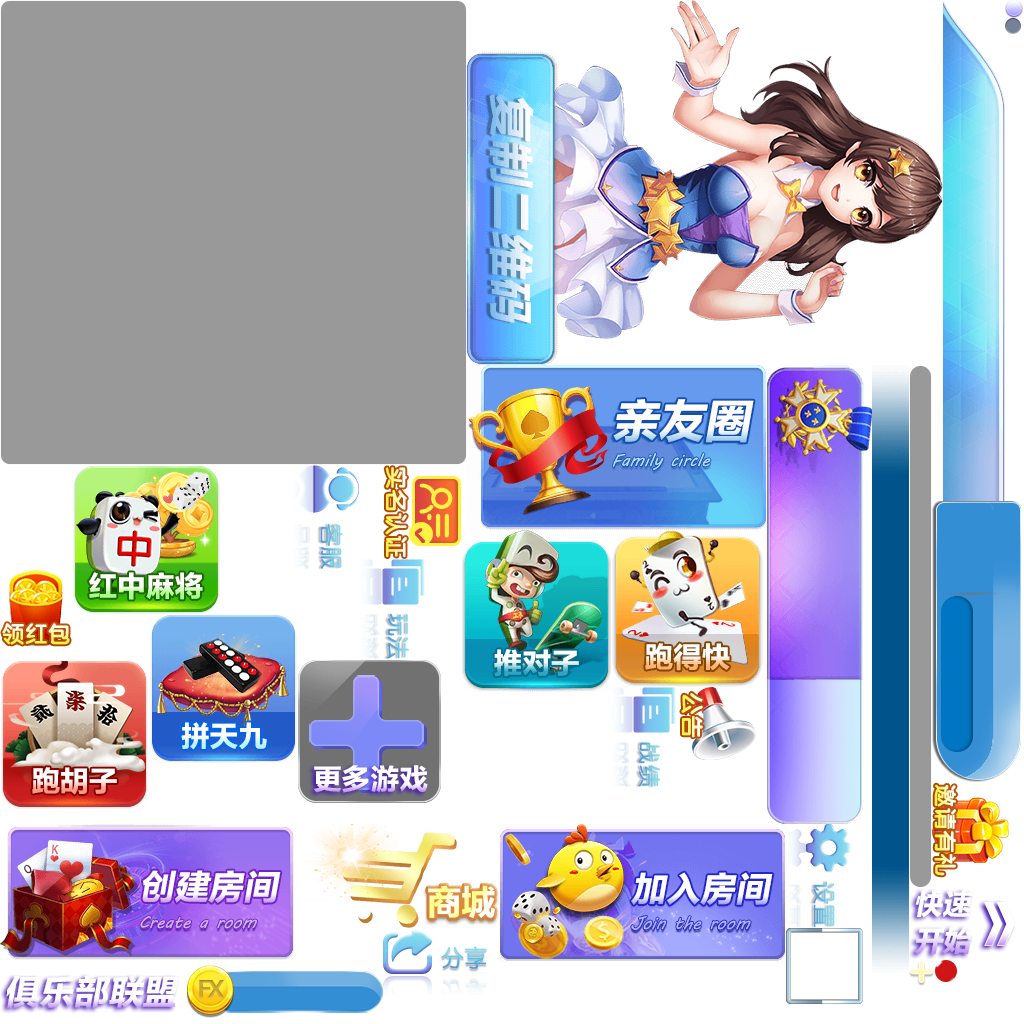 复制二维码
亲友圈
Family circle
红中麻将
中
客服
实名认证
领红包
玩法
推对子
跑得快
拼天九
柒
跑胡子
更多游戏
公告
战绩
邀请有礼
K
创建房间
Create a room
商城
加入房间
Join the room
设置
快速
开始
分享
俱乐部联盟
FX